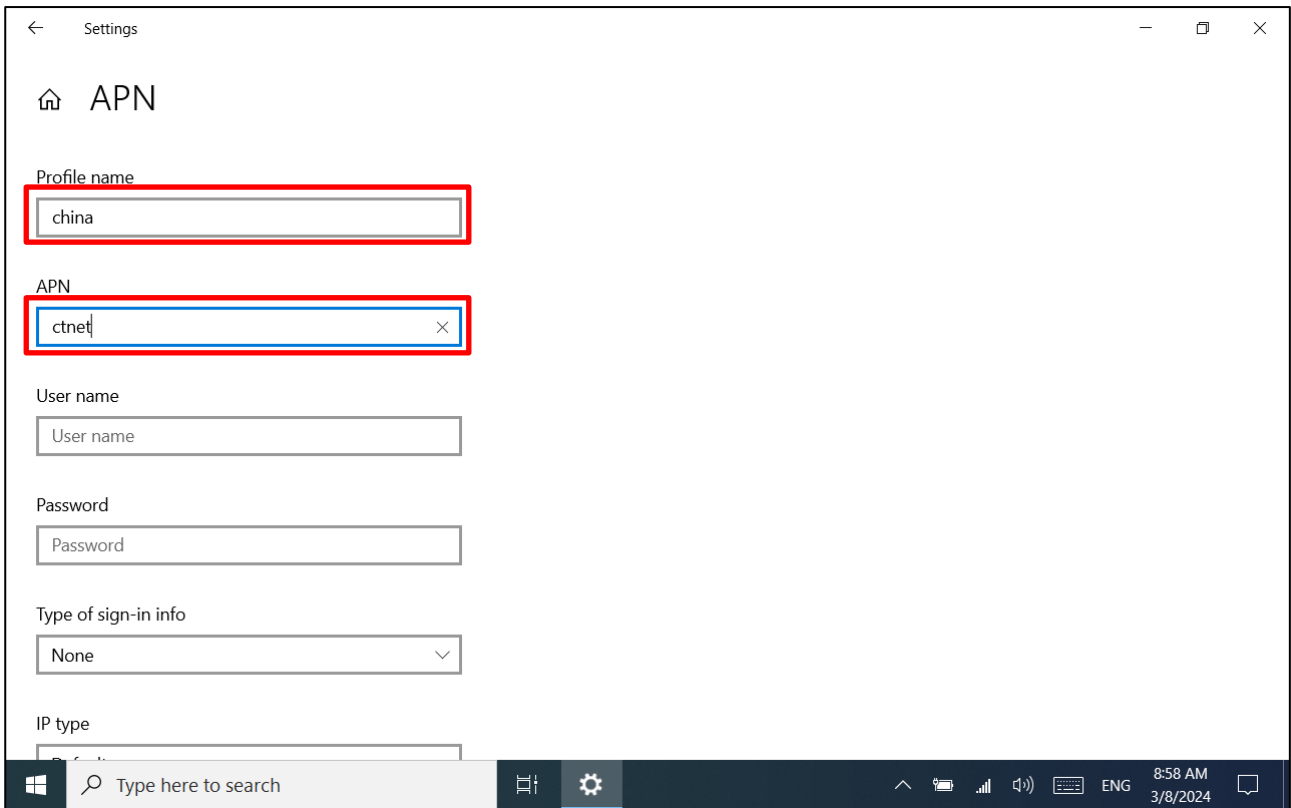 Settings
APN
Profile name
china
APN
ctnet
User name
User name
Password
Password
Type of sign-in info
None
IP type
Type here to search
ENG
8:58 AM
3/8/2024